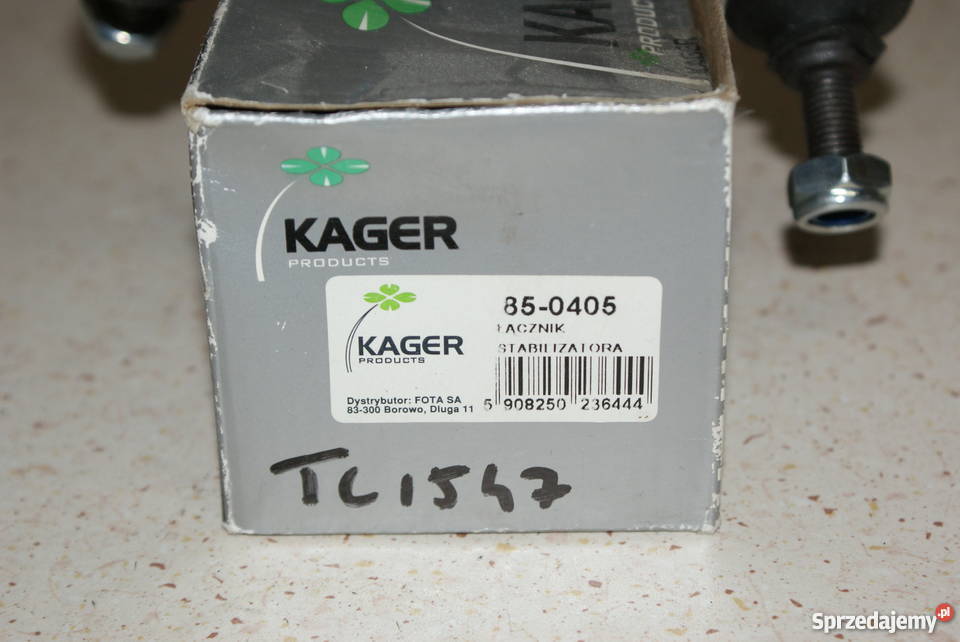 KAGER
PRODUCTS
KAGER
PRODUCTS
85-0405
ŁĄCZNIK
STABILIZATORA
Dystrybutor: FOTA SA
83-300 Borowo, Dluga 11
5 908250 236444
TC1547
Sprzedajemy.pl